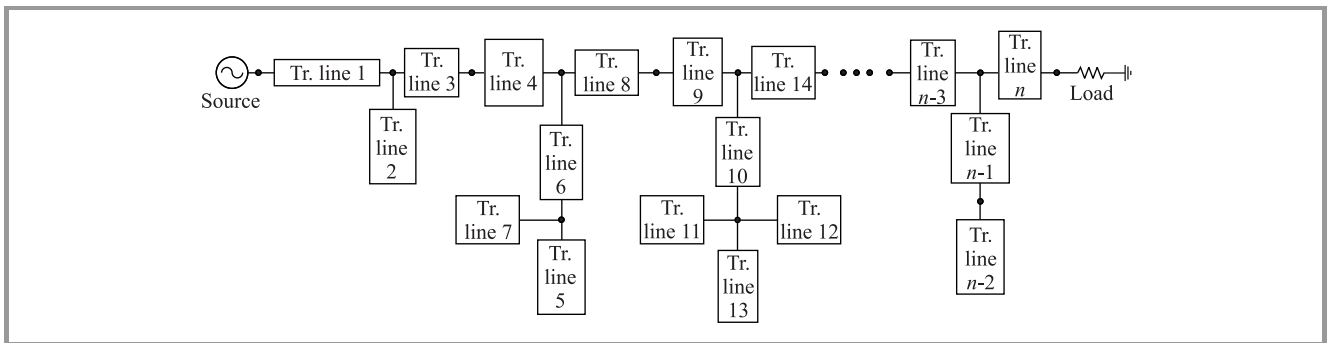 Source
Tr. line 1
Tr.
line
2
Tr.
line 3
Tr.
line 4
Tr.
line
6
Tr.
line 7
Tr.
line
5
Tr.
line 8
Tr.
line
9
Tr.
line
10
Tr.
line 11
Tr.
line 12
Tr.
line
13
Tr.
line 14
Tr.
line
n-3
Tr.
line
n-1
Tr.
line
n-2
Tr.
line
n
Load